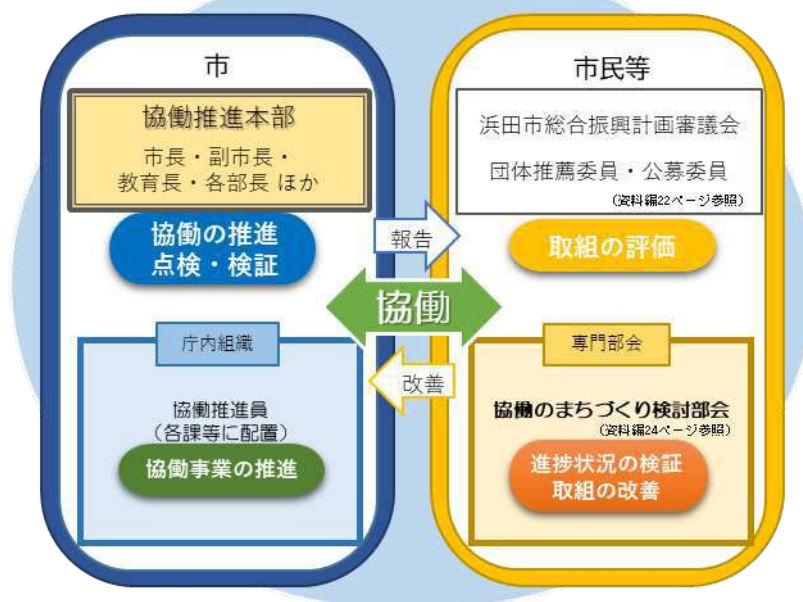 市
協働推進本部
市長・副市長・
教育長・各部長 ほか
協働の推進
点検・検証
庁内組織
協働推進員
（各課等に配置）
協働事業の推進
報告
協働
改善
市民等
浜田市総合振興計画審議会
団体推薦委員・公募委員
（資料編22ページ参照）
取組の評価
専門部会
協働のまちづくり検討部会
（資料編24ページ参照）
進捗状況の検証
取組の改善